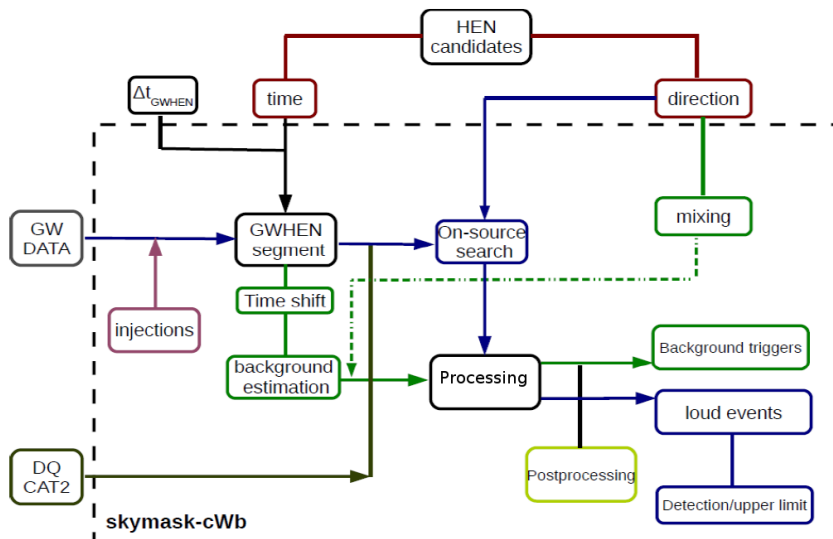 HEN
candidates
Δt
GWHEN
time
direction
GW
DATA
GWHEN
segment
On-source
search
mixing
Time shift
injections
background
estimation
Processing
Background triggers
loud events
DQ
CAT2
Postprocessing
Detection/upper limit
skymask-cWb